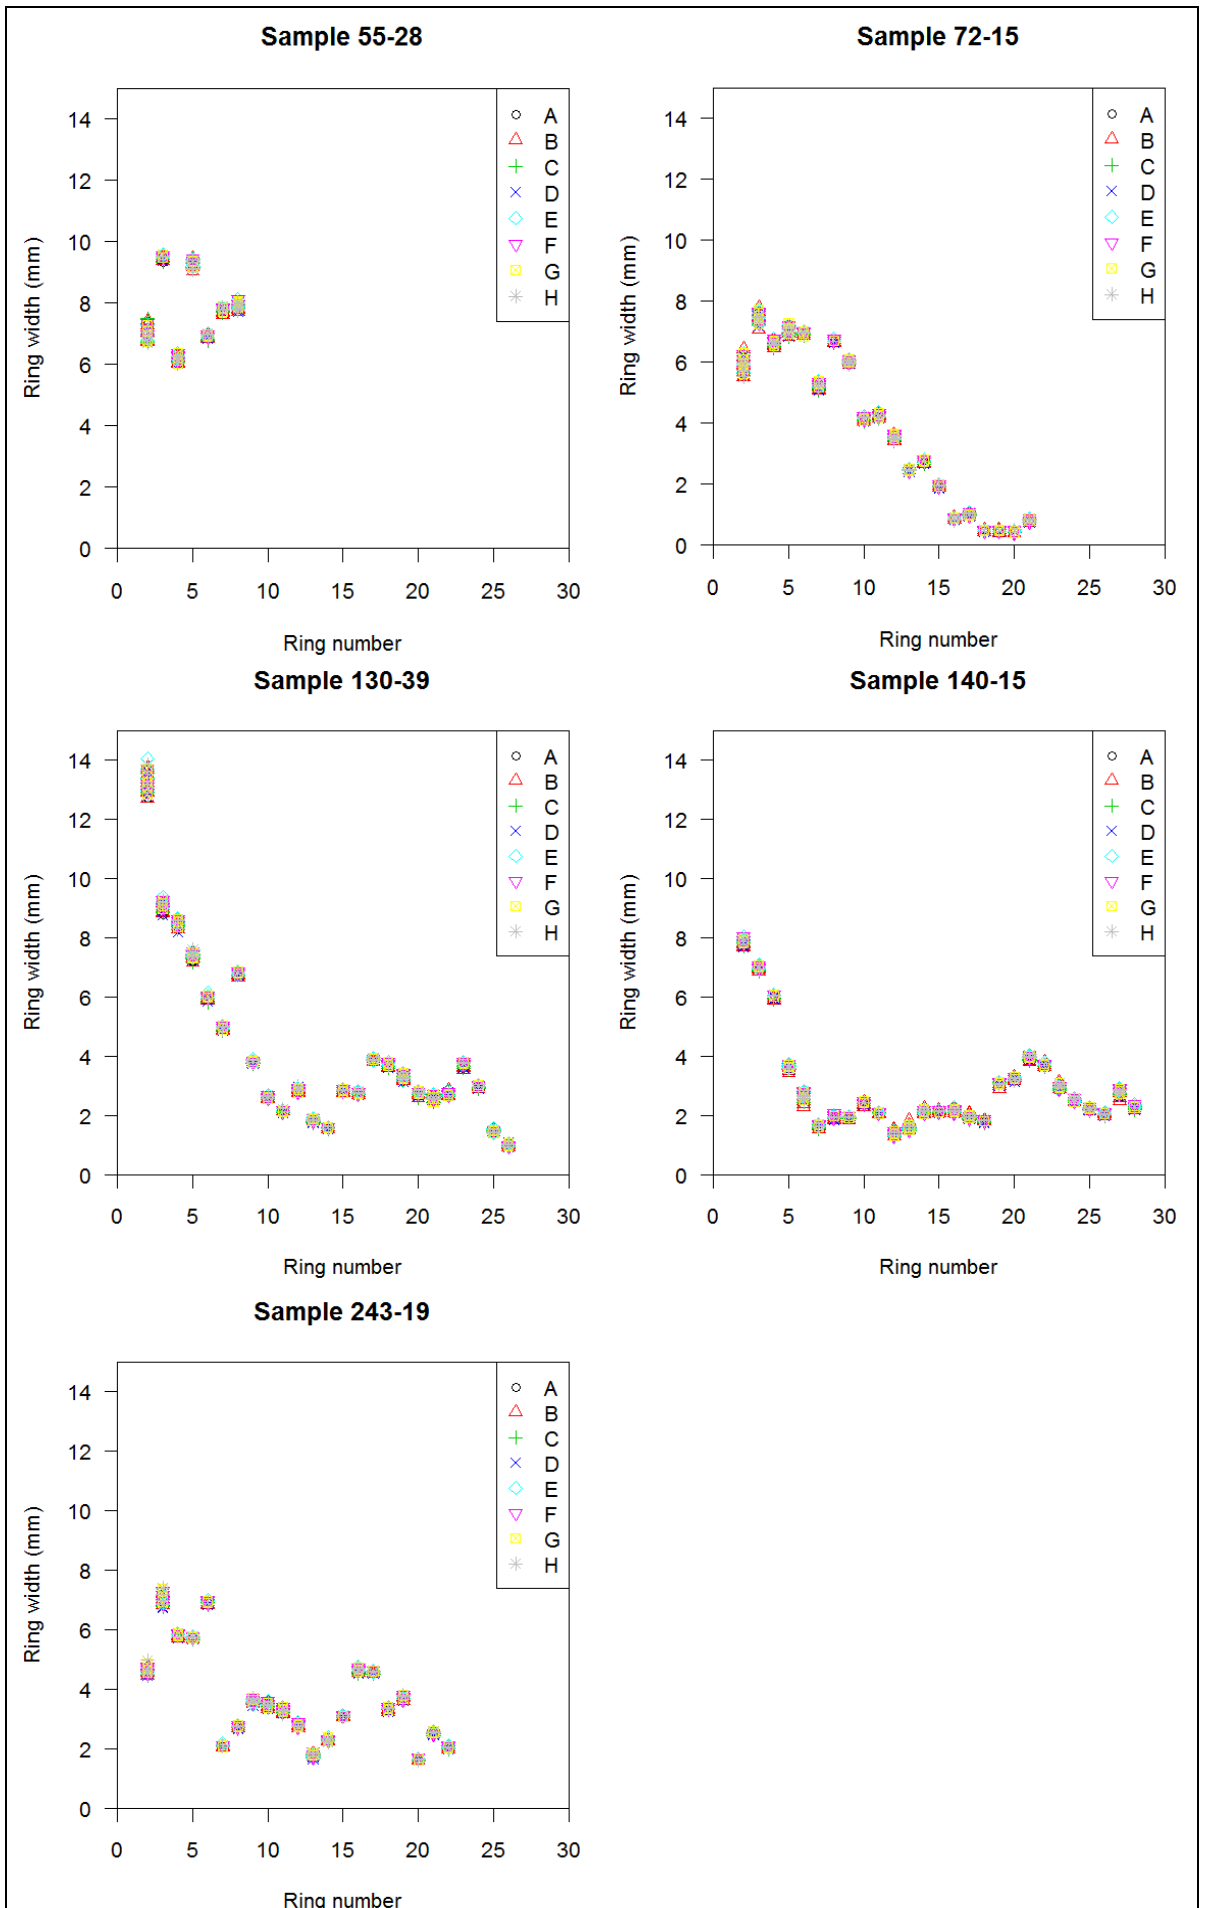 Sample 55-28
14
12
10
8
6
4
2
0
Ring width (mm)
A
B
C
D
E
F
G
H
0 5 10 15 20 25 30
Ring number
Sample 72-15
14
12
10
8
6
4
2
0
Ring width (mm)
A
B
C
D
E
F
G
H
0 5 10 15 20 25 30
Ring number
Sample 130-39
14
12
10
8
6
4
2
0
Ring width (mm)
A
B
C
D
E
F
G
H
0 5 10 15 20 25 30
Ring number
Sample 140-15
14
12
10
8
6
4
2
0
Ring width (mm)
A
B
C
D
E
F
G
H
0 5 10 15 20 25 30
Ring number
Sample 243-19
14
12
10
8
6
4
2
0
Ring width (mm)
A
B
C
D
E
F
G
H
0 5 10 15 20 25 30
Ring number